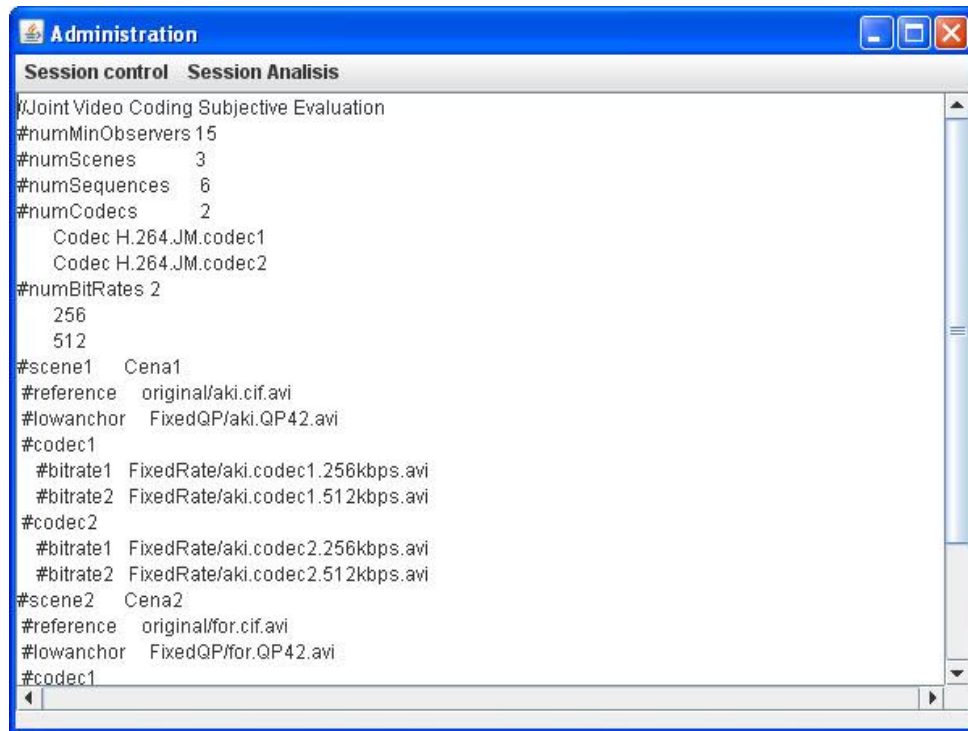 Administration
Session control Session Analisis
//Joint Video Coding Subjective Evaluation
#numMinObservers 15
#numScenes 3
#numSequences 6
#numCodecs 2
Codec H.264.JM.codec1
Codec H.264.JM.codec2
#numBitRates 2
256
512
#scene1 Cena1
#reference original/aki.cif.avi
#lowanchor FixedQP/aki.QP42.avi
#codec1
#bitrate1 FixedRate/aki.codec1.256kbps.avi
#bitrate2 FixedRate/aki.codec1.512kbps.avi
#codec2
#bitrate1 FixedRate/aki.codec2.256kbps.avi
#bitrate2 FixedRate/aki.codec2.512kbps.avi
#scene2 Cena2
#reference original/for.cif.avi
#lowanchor FixedQP/for.QP42.avi
#codec1